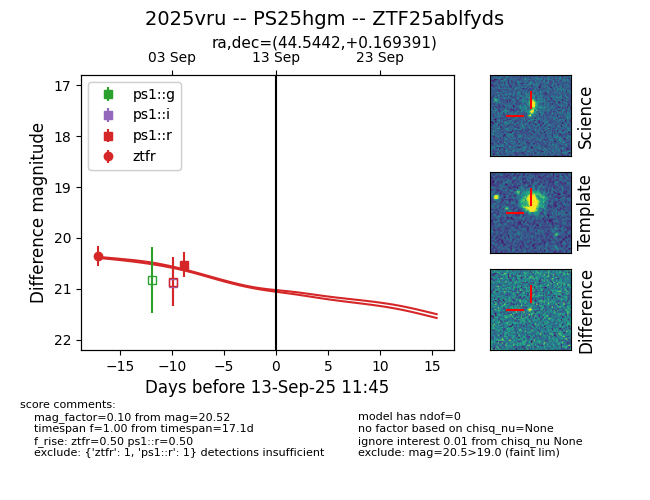 2025vru -- PS25hgm -- ZTF25ablfyds
ra,dec=(44.5442,+0.169391)
03 Sep 13 Sep 23 Sep
17
18
19
20
21
22
Difference magnitude
ps1::g
ps1::i
ps1::r
ztfr
−15 −10 −5 0 5 10 15
Days before 13-Sep-25 11:45
Science
Template
Difference
score comments:
mag_factor=0.10 from mag=20.52
timespan f=1.00 from timespan=17.1d
f_rise: ztfr=0.50 ps1::r=0.50
exclude: {'ztfr': 1, 'ps1::r': 1} detections insufficient
model has ndof=0
no factor based on chisq_nu=None
ignore interest 0.01 from chisq_nu None
exclude: mag=20.5>19.0 (faint lim)